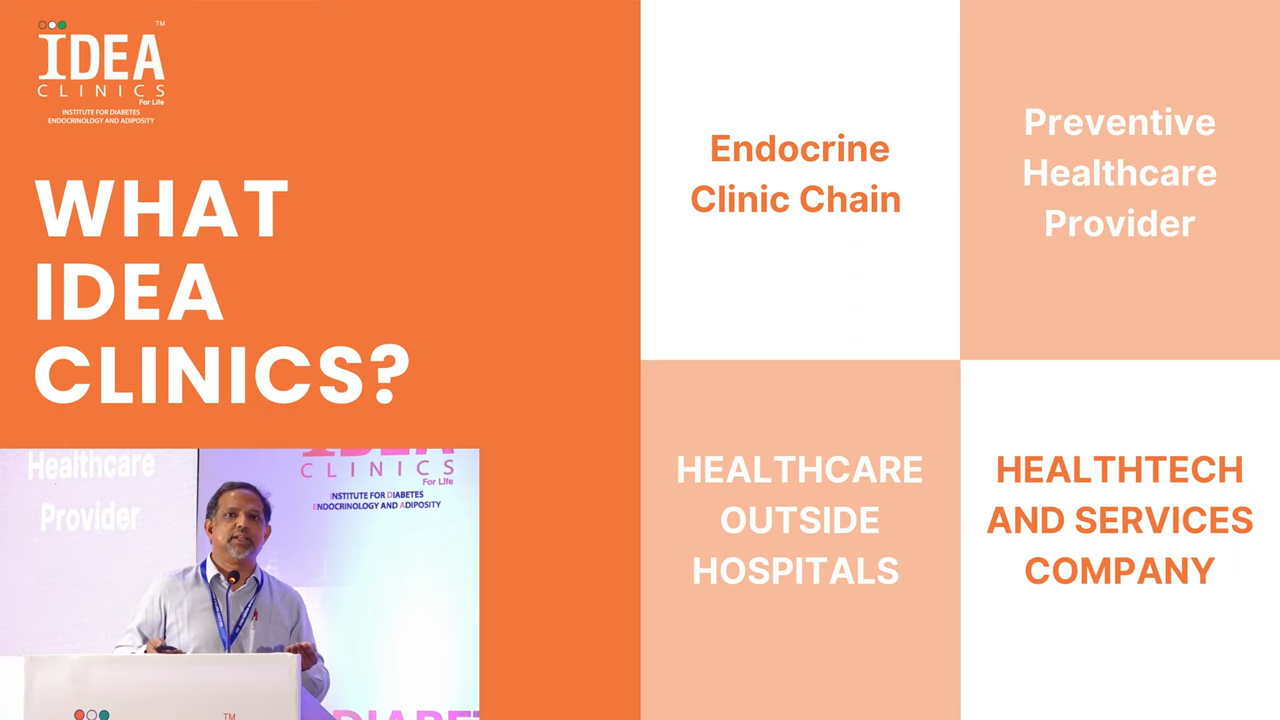 TM
IDEA
CLINICS
For Life
INSTITUTE FOR DIABETES
ENDOCRINOLOGY AND ADIPOSITY
WHAT
IDEA
CLINICS?
Endocrine
Clinic Chain
Preventive
Healthcare
Provider
HEALTHCARE
OUTSIDE
HOSPITALS
HEALTHTECH
AND SERVICES
COMPANY
Healthcare
Provider
IDEA
CLINICS
For Life
INSTITUTE FOR DIABETES
ENDOCRINOLOGY AND ADIPOSITY
TM